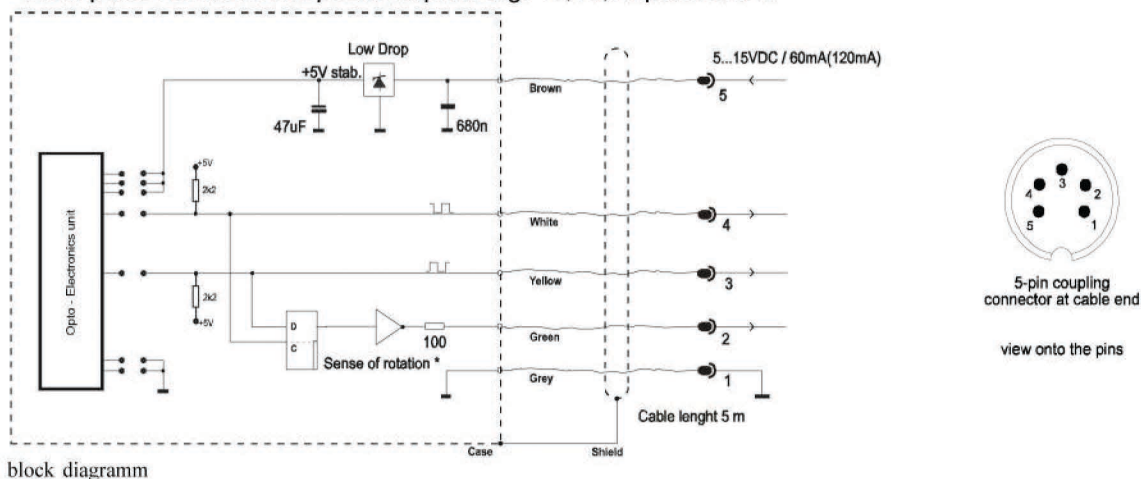 Low Drop
5...15VDC / 60mA(120mA)
+5V stab.
Brown
5
47uF
680n
+5V
2k2
White
4
Opto - Electronics unit
Yellow
3
2k2
+5V
D
C
100
Green
2
Sense of rotation *
Grey
1
Cable lenght 5 m
Case
Shield
block diagramm
3
4
2
5
1
5-pin coupling
connector at cable end
view onto the pins